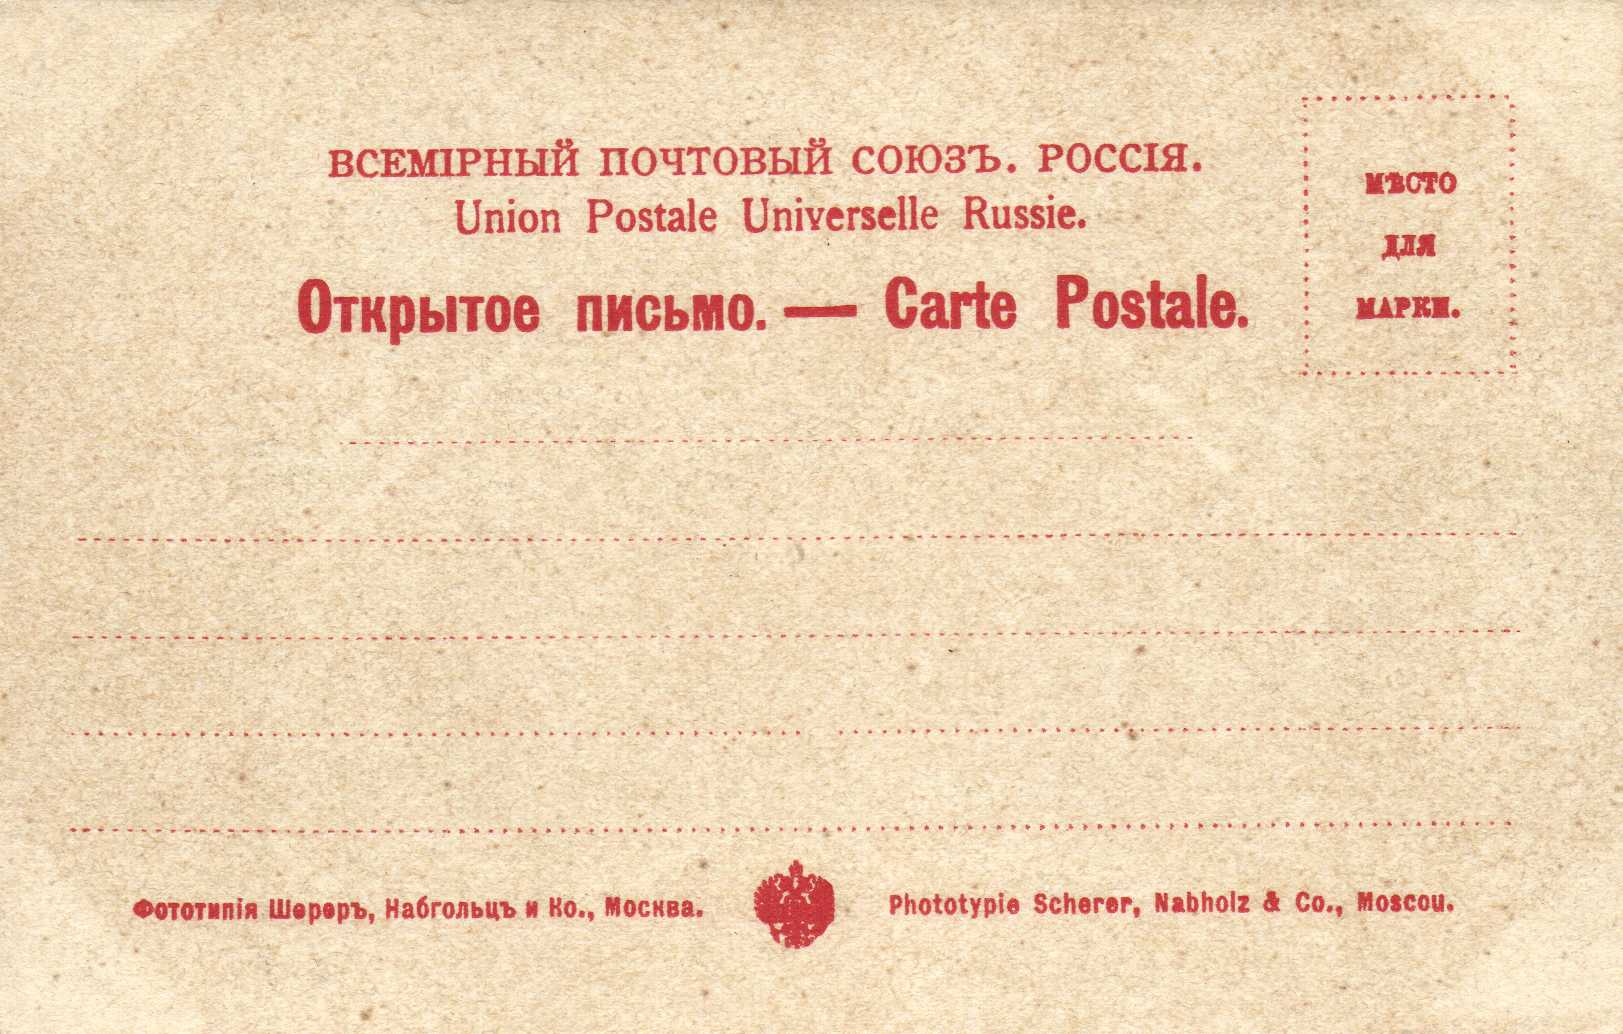 ВСЕМІРНЫЙ ПОЧТОВЫЙ СОЮЗЪ. РОССІЯ.
Union Postale Universelle Russie.
Открытое письмо. — Carte Postale.
МѢСТО
ДЛЯ
МАРКИ.
Фототипія Шереръ, Набгольцъ и Ко., Москва.
Phototypie Scherer, Nabholz & Co., Moscou.